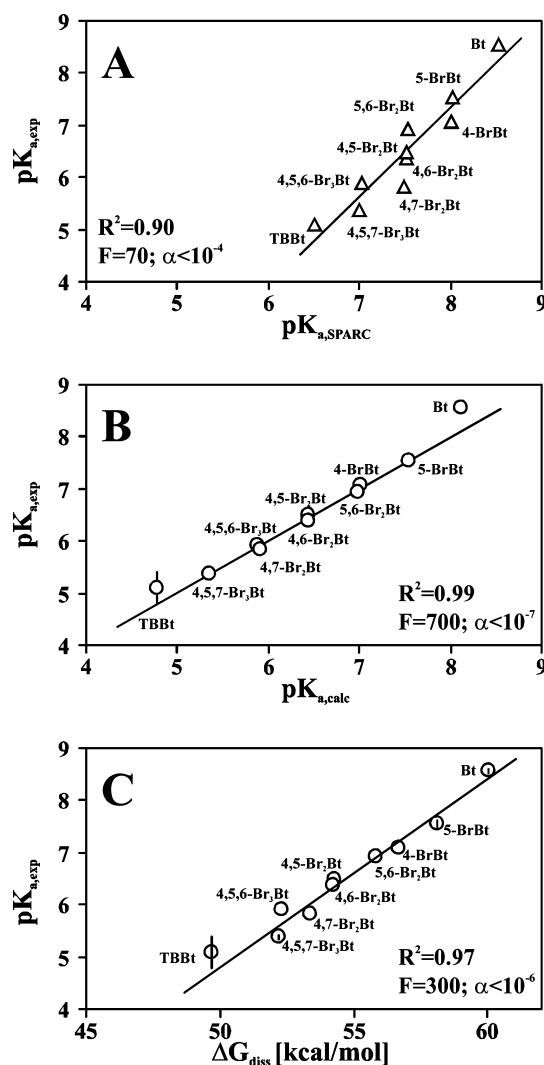 A
9
8
7
6
5
4
pKa,exp
Bt
5-BrBt
5,6-Br₂Bt
4-BrBt
4,5-Br₂Bt
4,6-Br₂Bt
4,5,6-Br₃Bt
4,7-Br₂Bt
TBBt
4,5,7-Br₃Bt
R²=0.90
F=70; α<10⁻⁴
4 5 6 7 8 9
pKa,SPARC
B
9
8
7
6
5
4
pKa,exp
Bt
4-BrBt
5-BrBt
4,5-Br₂Bt
5,6-Br₂Bt
4,5,6-Br₃Bt
4,6-Br₂Bt
4,7-Br₂Bt
4,5,7-Br₃Bt
TBBt
R²=0.99
F=700; α<10⁻⁷
4 5 6 7 8 9
pKa,calc
C
9
8
7
6
5
4
pKa,exp
Bt
5-BrBt
4-BrBt
4,5-Br₂Bt
5,6-Br₂Bt
4,6-Br₂Bt
4,5,6-Br₃Bt
4,7-Br₂Bt
TBBt
4,5,7-Br₃Bt
R²=0.97
F=300; α<10⁻⁶
45 50 55 60
ΔGdiss [kcal/mol]